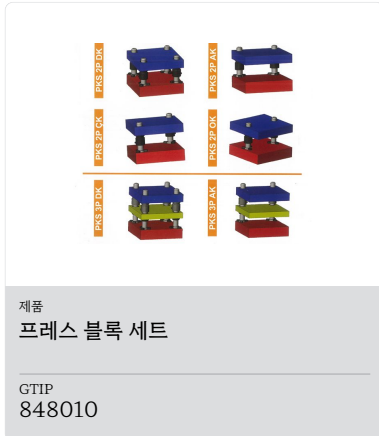 PKS 2P DK
PKS 2P AK
PKS 2P ÇK
PKS 2P OK
PKS 3P DK
PKS 3P AK
제품
프레스 블록 세트
GTIP
848010